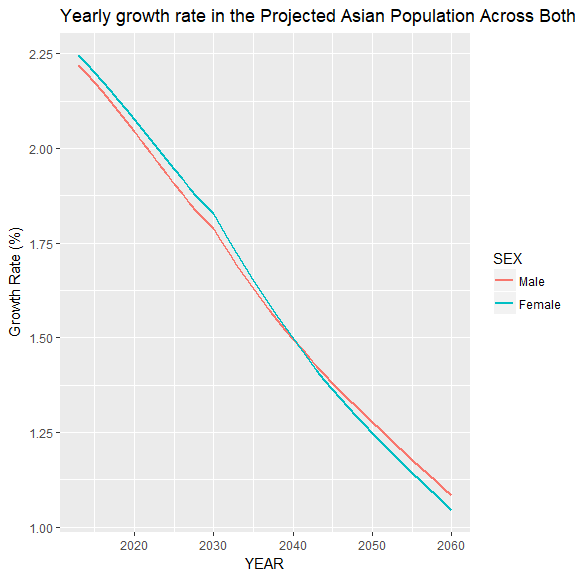 Yearly growth rate in the Projected Asian Population Across Both
2.25
2.00
1.75
1.50
1.25
1.00
Growth Rate (%)
2020 2030 2040 2050 2060
YEAR
SEX
Male
Female